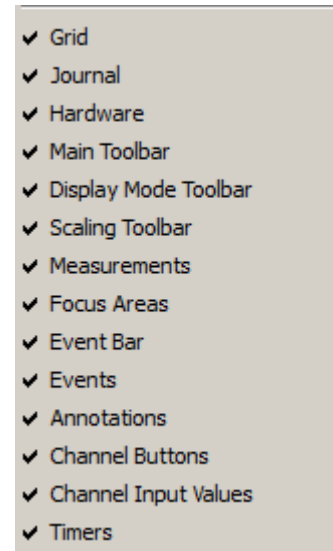 Grid
Journal
Hardware
Main Toolbar
Display Mode Toolbar
Scaling Toolbar
Measurements
Focus Areas
Event Bar
Events
Annotations
Channel Buttons
Channel Input Values
Timers